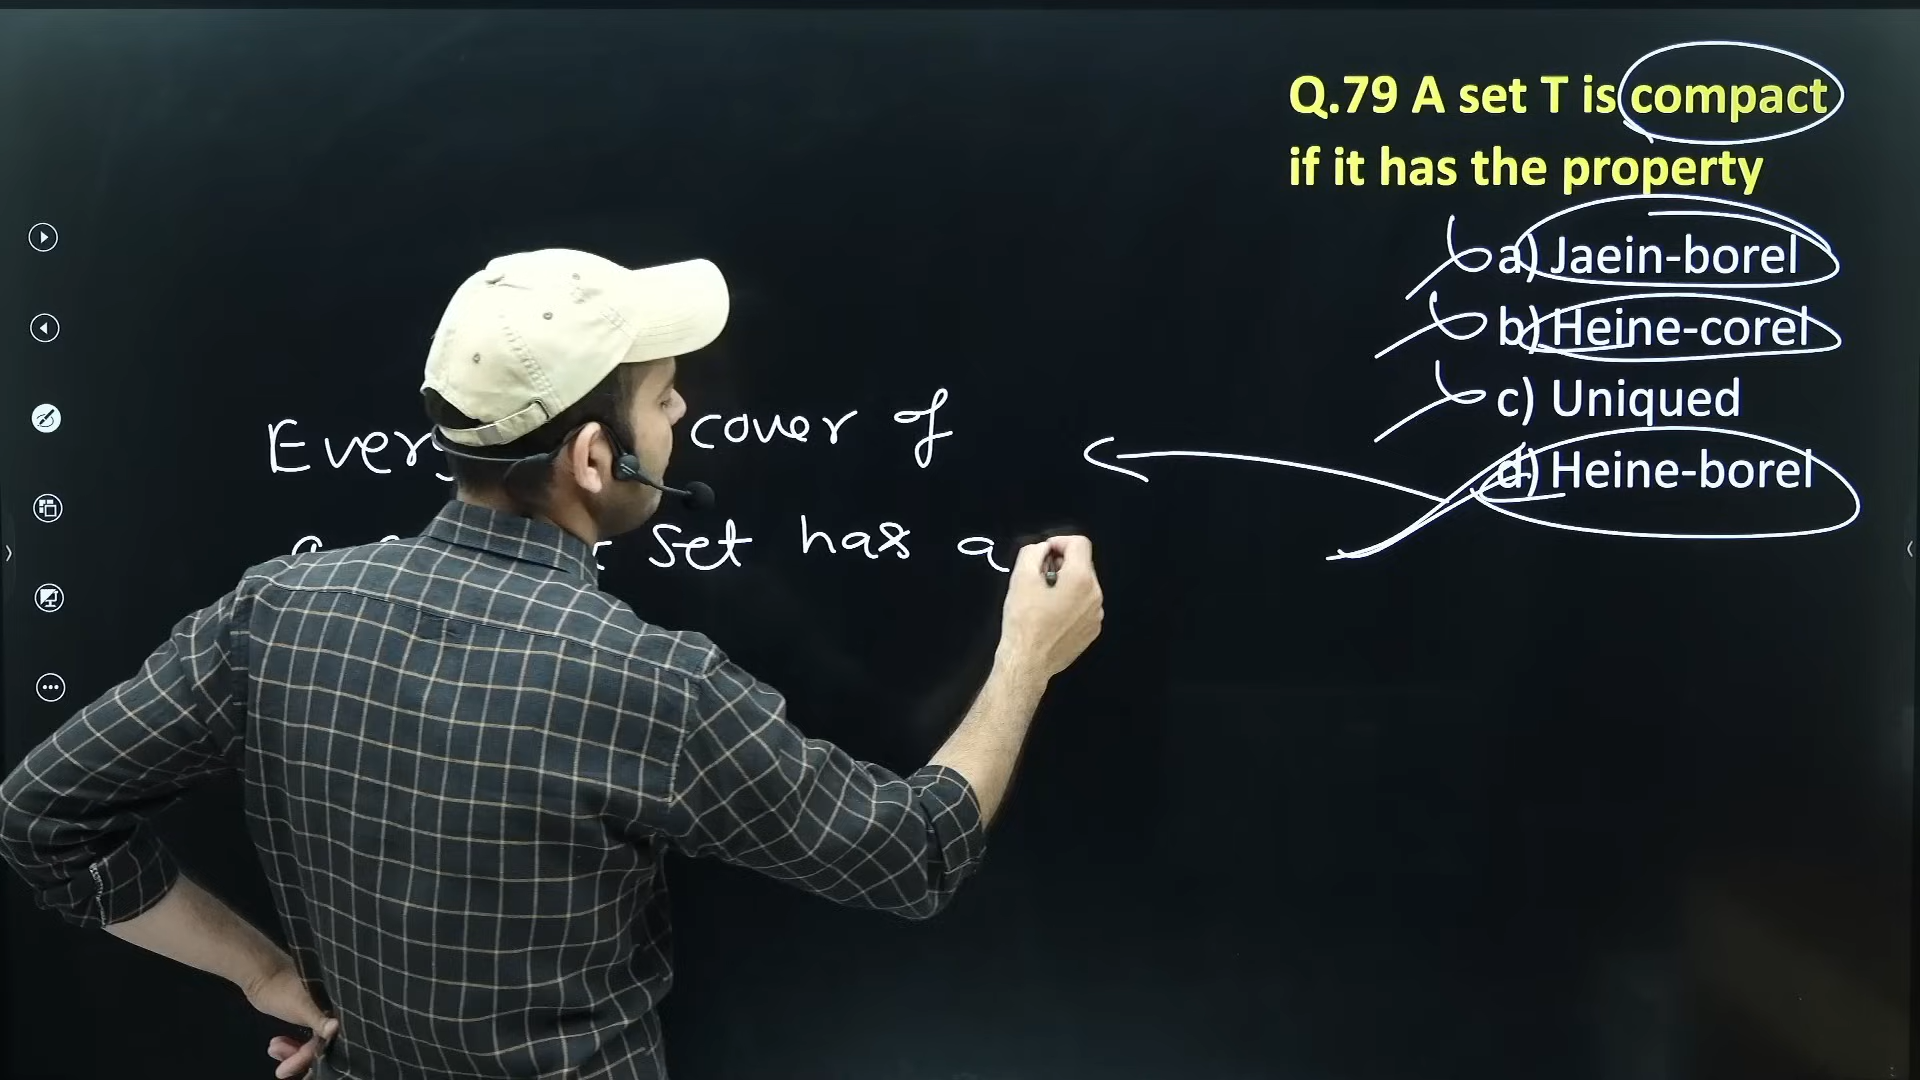 Q.79 A set T is compact
if it has the property
a) Jaein-borel
b) Heine-corel
c) Uniqued
d) Heine-borel
cover of
set has a